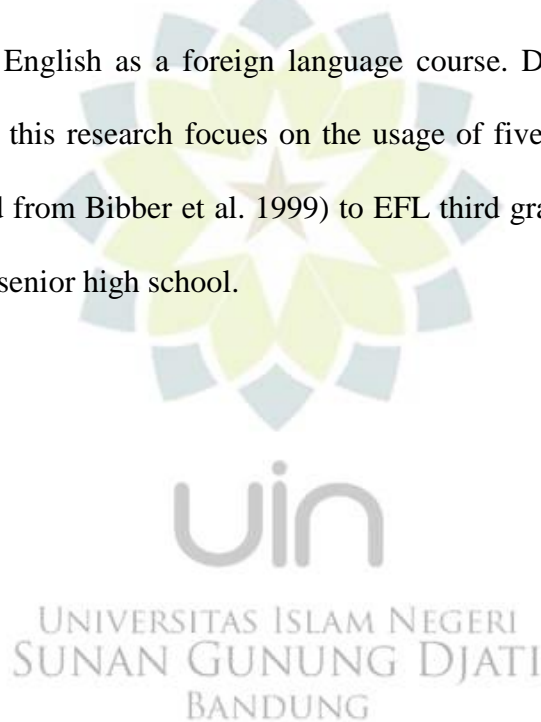 English as a foreign language course. D
this research focues on the usage of five
from Bibber et al. 1999) to EFL third gra
senior high school.
uin
UNIVERSITAS ISLAM NEGERI
SUNAN GUNUNG DJATI
BANDUNG